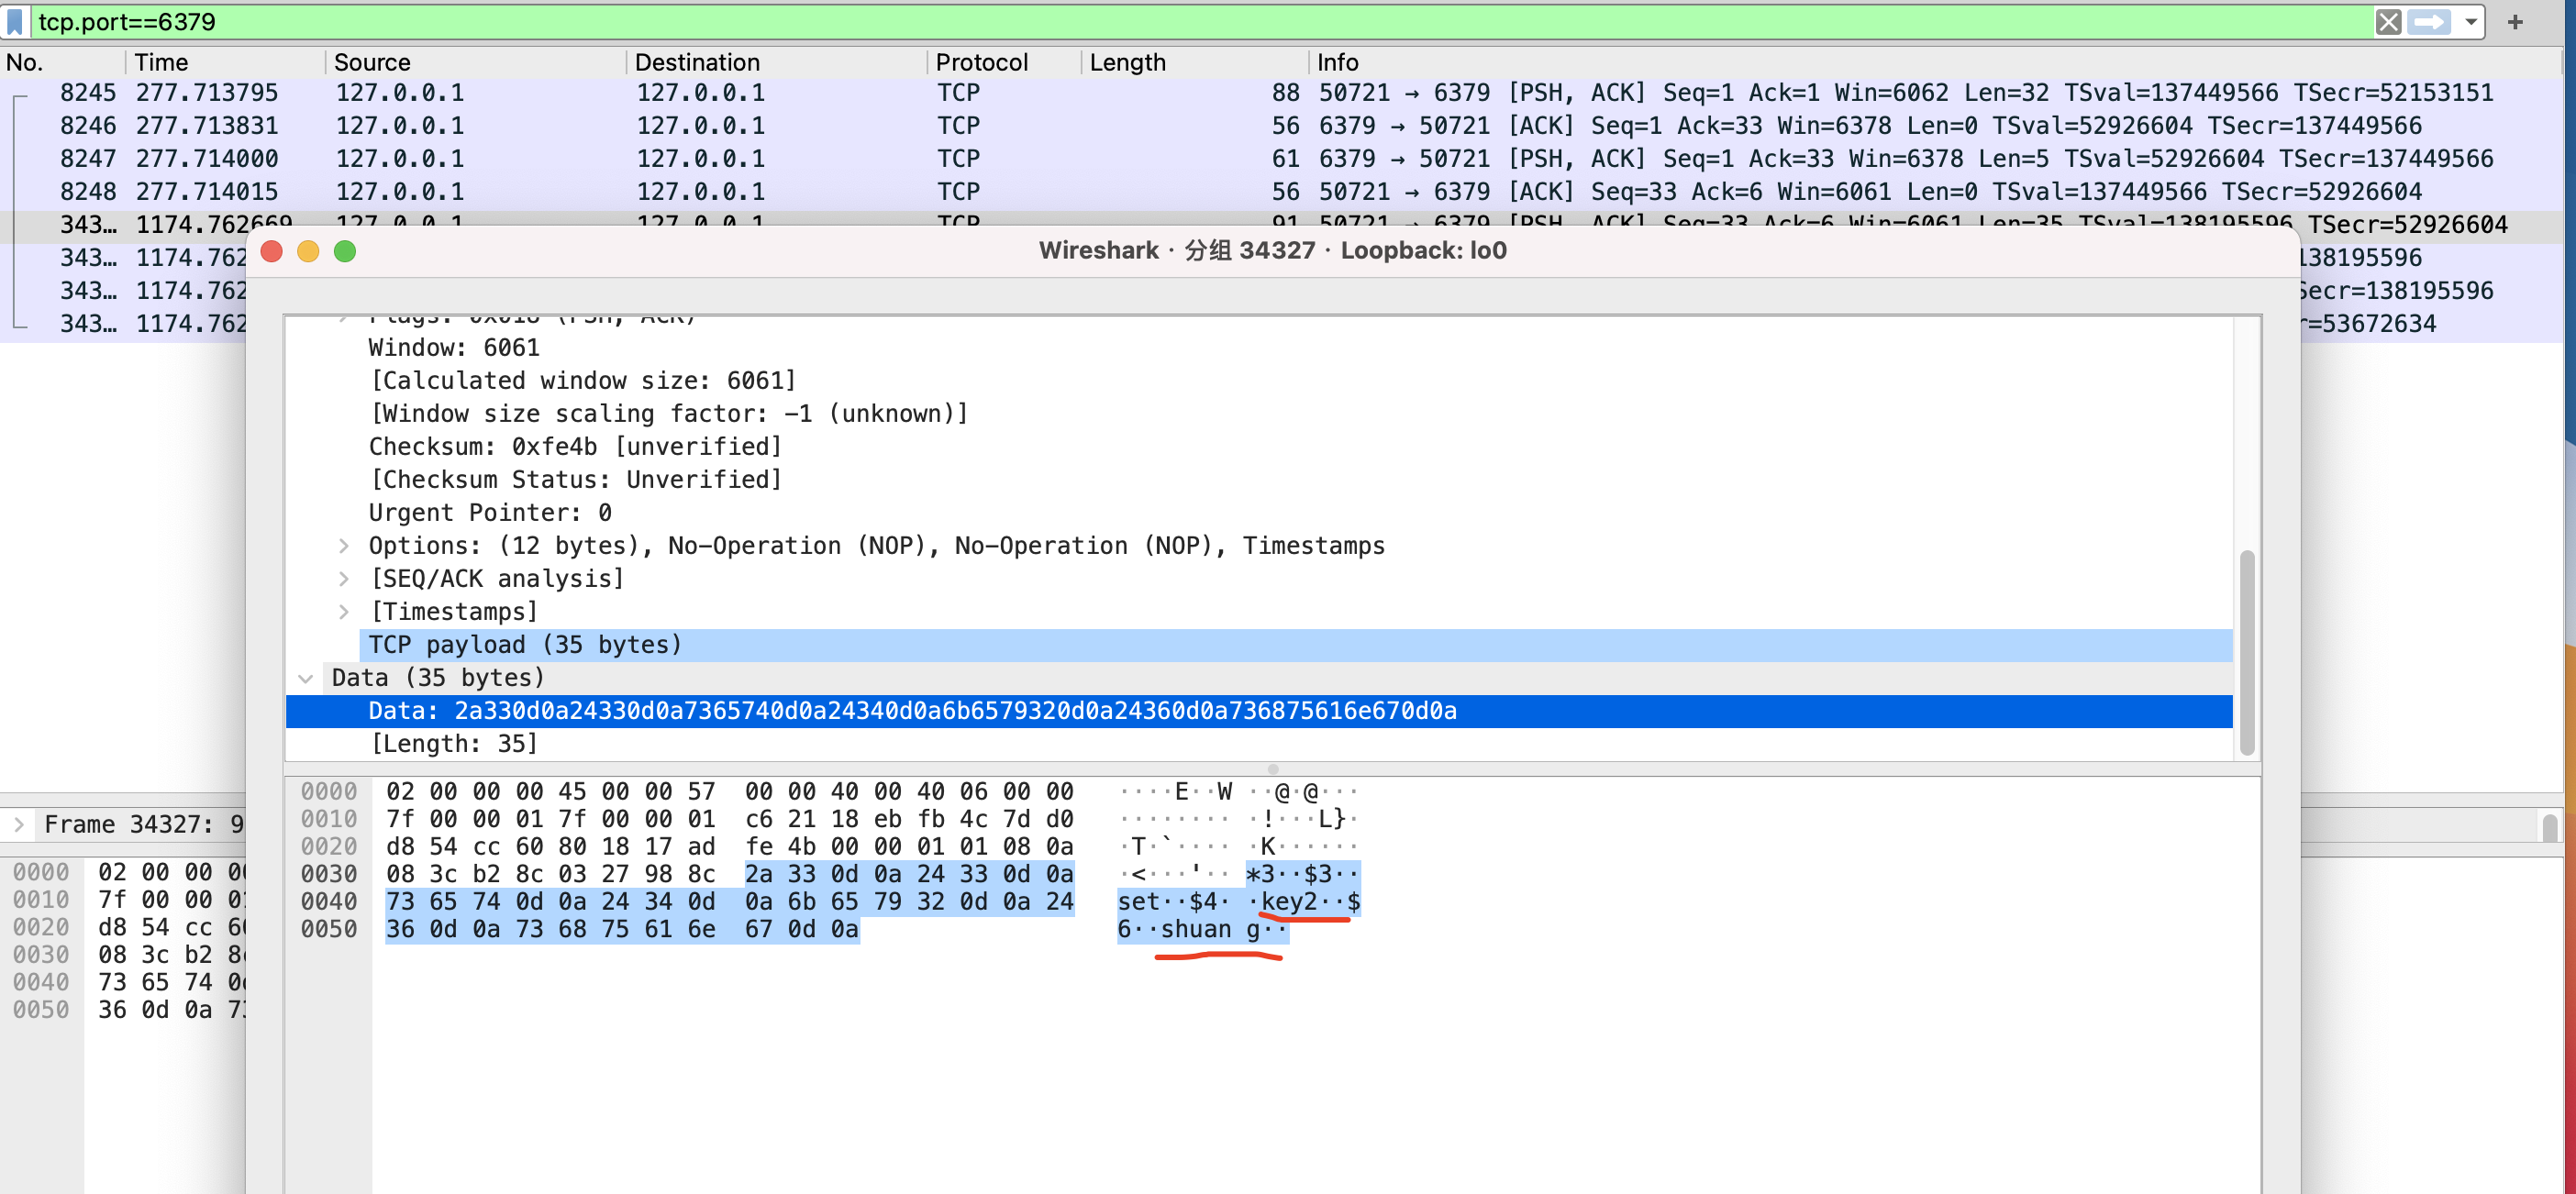 tcp.port==6379
No. Time Source Destination Protocol Length Info
8245 277.713795 127.0.0.1 127.0.0.1 TCP 88 50721 → 6379 [PSH, ACK] Seq=1 Ack=1 Win=6062 Len=32 TSval=137449566 TSecr=52153151
8246 277.713831 127.0.0.1 127.0.0.1 TCP 56 6379 → 50721 [ACK] Seq=1 Ack=33 Win=6378 Len=0 TSval=52926604 TSecr=137449566
8247 277.714000 127.0.0.1 127.0.0.1 TCP 61 6379 → 50721 [PSH, ACK] Seq=1 Ack=33 Win=6378 Len=5 TSval=52926604 TSecr=137449566
8248 277.714015 127.0.0.1 127.0.0.1 TCP 56 50721 → 6379 [ACK] Seq=33 Ack=6 Win=6061 Len=0 TSval=137449566 TSecr=52926604
343… 1174.762669 127.0.0.1 127.0.0.1 TCP 91 50721 → 6379 [PSH, ACK] Seq=33 Ack=6 Win=6061 Len=35 TSval=138195596 TSecr=52926604
343… 1174.762 138195596
343… 1174.762 Secr=138195596
343… 1174.762 r=53672634
Wireshark · 分组 34327 · Loopback: lo0
Flags: 0x018 (PSH, ACK)
Window: 6061
[Calculated window size: 6061]
[Window size scaling factor: -1 (unknown)]
Checksum: 0xfe4b [unverified]
[Checksum Status: Unverified]
Urgent Pointer: 0
Options: (12 bytes), No-Operation (NOP), No-Operation (NOP), Timestamps
[SEQ/ACK analysis]
[Timestamps]
TCP payload (35 bytes)
Data (35 bytes)
Data: 2a330d0a24330d0a7365740d0a24340d0a6b6579320d0a24360d0a736875616e670d0a
[Length: 35]
0000 02 00 00 00 45 00 00 57 00 00 40 00 40 06 00 00 ····E··W ··@·@···
0010 7f 00 00 01 7f 00 00 01 c6 21 18 eb fb 4c 7d d0 ········ ·!···L}·
0020 d8 54 cc 60 80 18 17 ad fe 4b 00 00 01 01 08 0a ·T·`···· ·K······
0030 08 3c b2 8c 03 27 98 8c 2a 33 0d 0a 24 33 0d 0a ·<···'·· *3··$3··
0040 73 65 74 0d 0a 24 34 0d 0a 6b 65 79 32 0d 0a 24 set··$4· ·key2··$
0050 36 0d 0a 73 68 75 61 6e 67 0d 0a 6··shuan g··
Frame 34327: 9
0000 02 00 00 00
0010 7f 00 00 01
0020 d8 54 cc 60
0030 08 3c b2 8c
0040 73 65 74 0d
0050 36 0d 0a 73